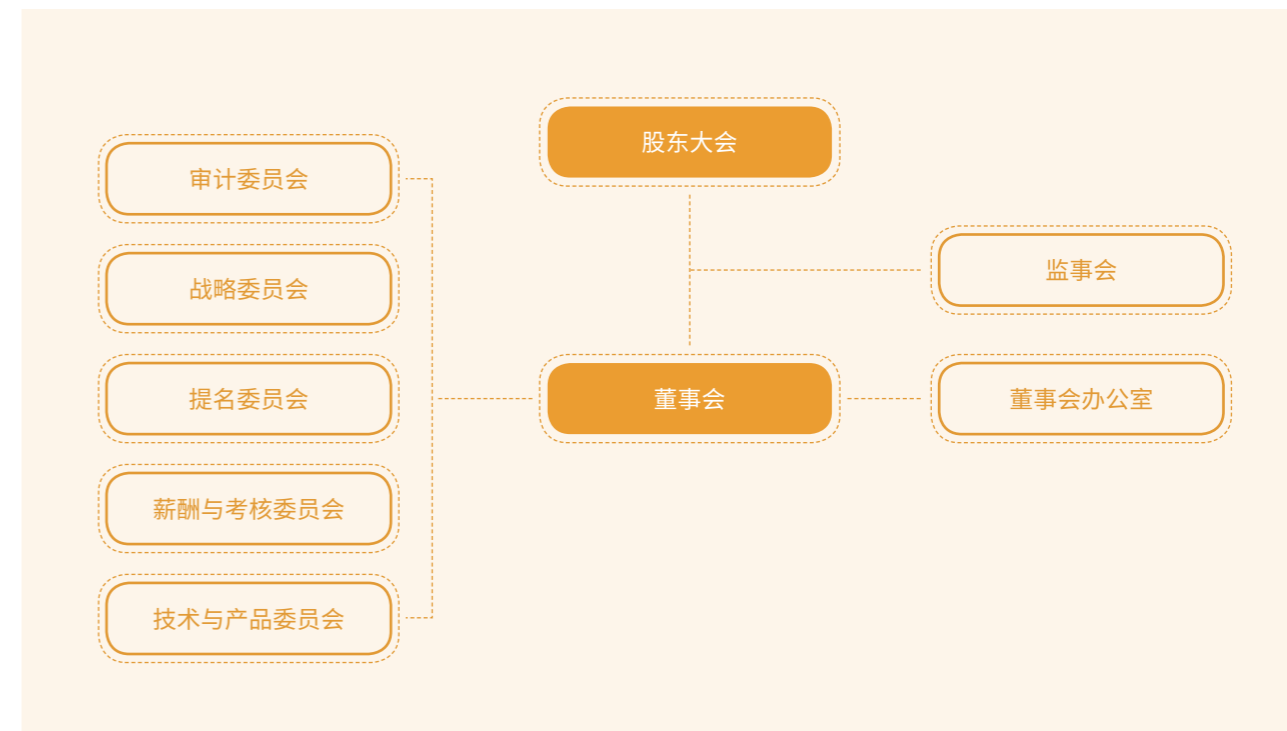 股东大会
审计委员会
战略委员会
监事会
提名委员会
董事会
董事会办公室
薪酬与考核委员会
技术与产品委员会